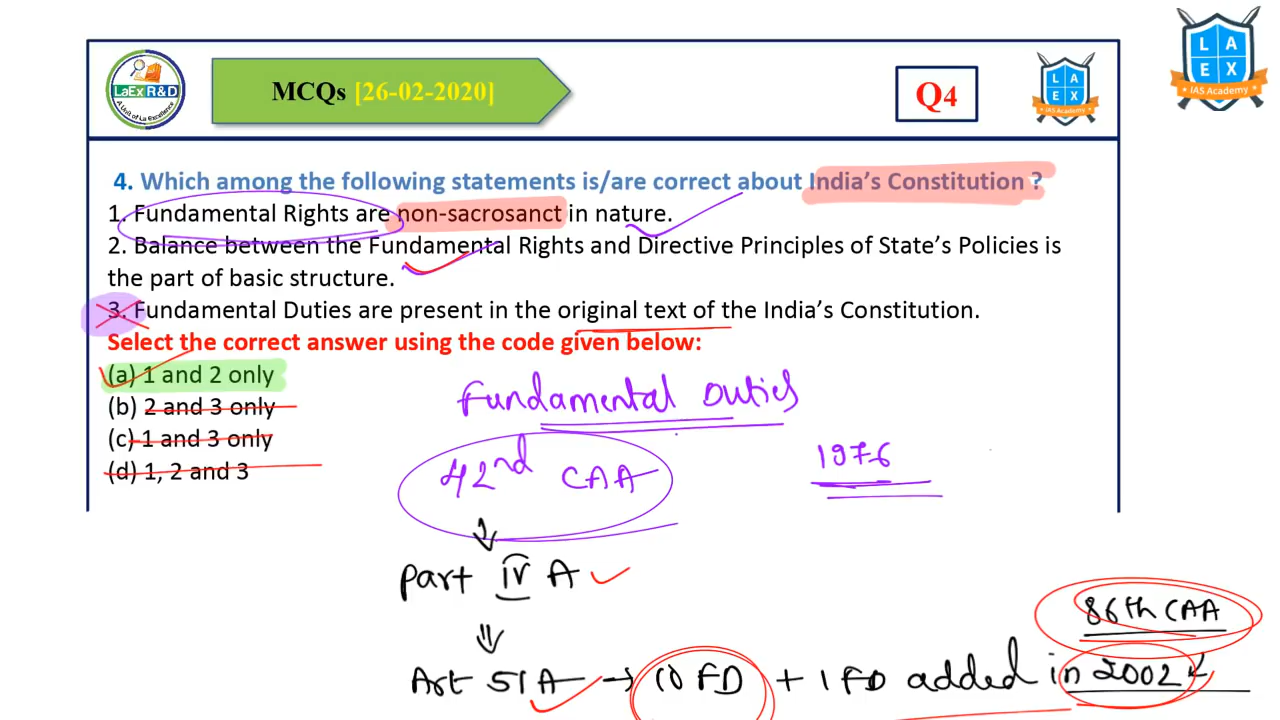 LaEx R&D
A Unit of La Excellence
MCQs [26-02-2020]
Q4
L A
E X
IAS Academy
L A
E X
IAS Academy
4. Which among the following statements is/are correct about India's Constitution ?
1. Fundamental Rights are non-sacrosanct in nature.
2. Balance between the Fundamental Rights and Directive Principles of State's Policies is
the part of basic structure.
3. Fundamental Duties are present in the original text of the India's Constitution.
Select the correct answer using the code given below:
(a) 1 and 2 only
(b) 2 and 3 only
(c) 1 and 3 only
(d) 1, 2 and 3
Fundamental Duties
42nd CAA
1976
Part IV A
86th CAA
Art 51A → 10 FD + 1 FD added in 2002